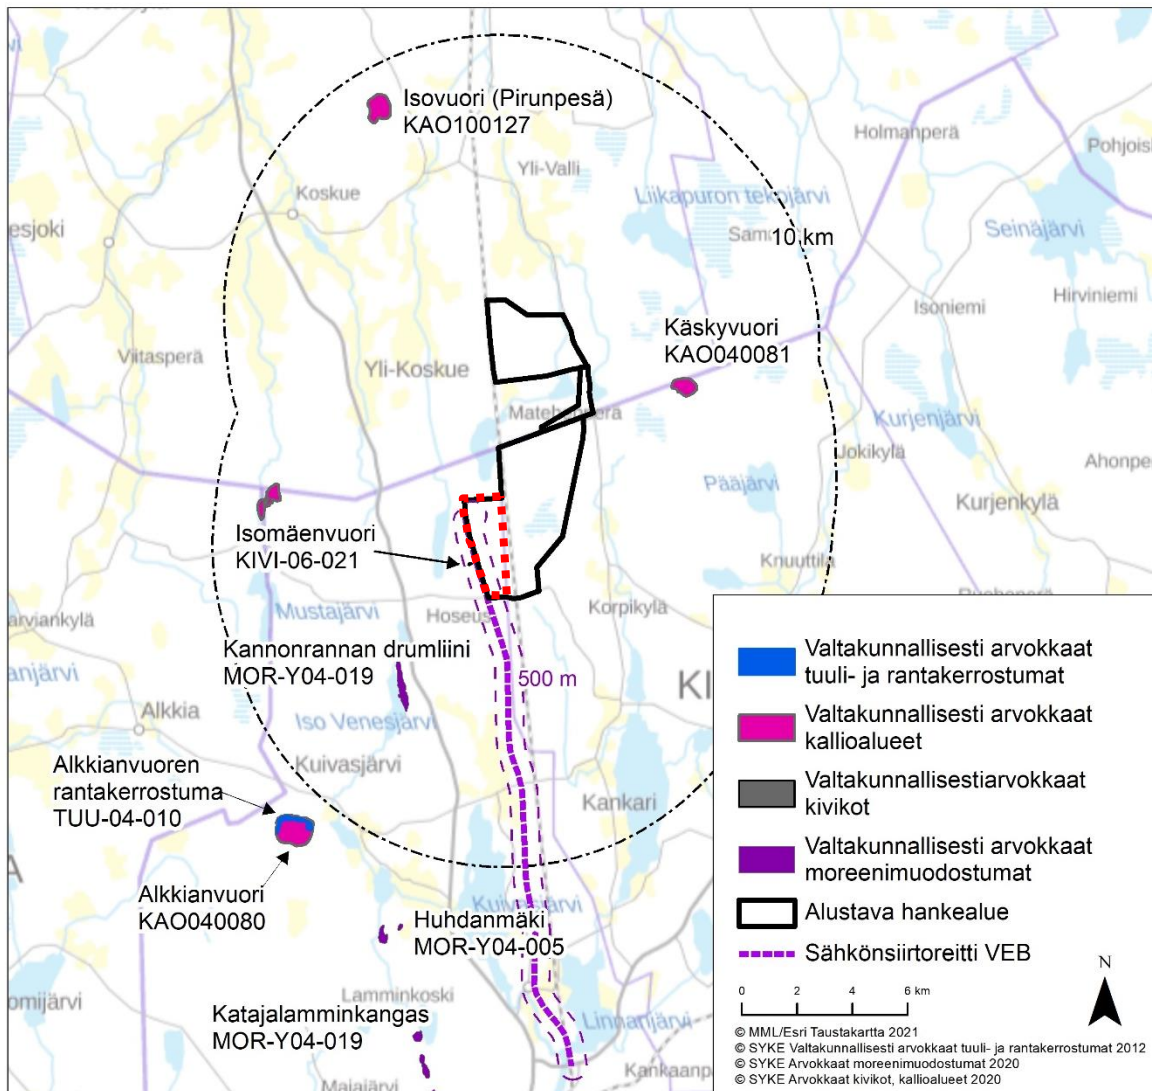 Isovuori (Pirunpesä)
KAO100127
Holmanperä
Pohjois
Yli-Valli
Koskue
Liikapuron tekojärvi
esjoki
Sam
10 km
Seinäjärvi
Hirviniemi
Isoniemi
Käskyvuori
KAO040081
Viitasperä
Yli-Koskue
Kurjenjärvi
Jokikylä
Ahonpe
Pääjärvi
Kurjenkylä
Isomäenvuori
KIVI-06-021
Knuuttila
Mustajärvi
Hoseus
Korpikylä
arviankylä
Kannonrannan drumliini
MOR-Y04-019
anjärvi
500 m
KI
Alkkia
Iso Venesjärvi
Kuivasjärvi
Alkkianvuoren
rantakerrostuma
TUU-04-010
Kankari
A
Alkkianvuori
KAO040080
Kuivasjärvi
Huhdanmäki
MOR-Y04-005
omijärvi
Lamminkoski
Katajalamminkangas
MOR-Y04-019
Linnanjärvi
Kankaanp
Majajärvi
Valtakunnallisesti arvokkaat
tuuli- ja rantakerrostumat
Valtakunnallisesti arvokkaat
kallioalueet
Valtakunnallisestiarvokkaat
kivikot
Valtakunnallisesti arvokkaat
moreenimuodostumat
Alustava hankealue
Sähkönsiirtoreitti VEB
N
0 2 4 6 km
© MML/Esri Taustakartta 2021
© SYKE Valtakunnallisesti arvokkaat tuuli- ja rantakerrostumat 2012
© SYKE Arvokkaat moreenimuodostumat 2020
© SYKE Arvokkaat kivikot, kallioalueet 2020